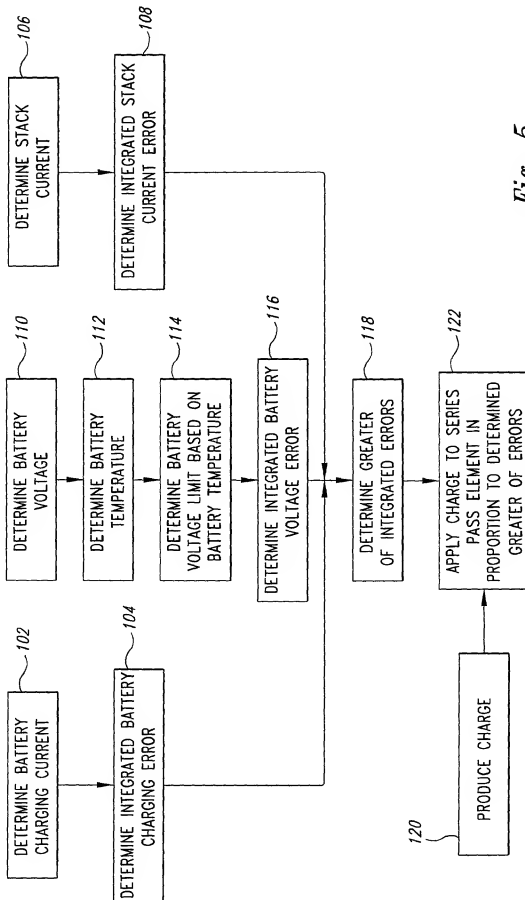 102
DETERMINE BATTERY
CHARGING CURRENT
104
DETERMINE INTEGRATED BATTERY
CHARGING ERROR
110
DETERMINE BATTERY
VOLTAGE
112
DETERMINE BATTERY
TEMPERATURE
114
DETERMINE BATTERY
VOLTAGE LIMIT BASED ON
BATTERY TEMPERATURE
116
DETERMINE INTEGRATED BATTERY
VOLTAGE ERROR
106
DETERMINE STACK
CURRENT
108
DETERMINE INTEGRATED STACK
CURRENT ERROR
118
DETERMINE GREATER
OF INTEGRATED ERRORS
120
PRODUCE CHARGE
122
APPLY CHARGE TO SERIES
PASS ELEMENT IN
PROPORTION TO DETERMINED
GREATER OF ERRORS
Fig. 5